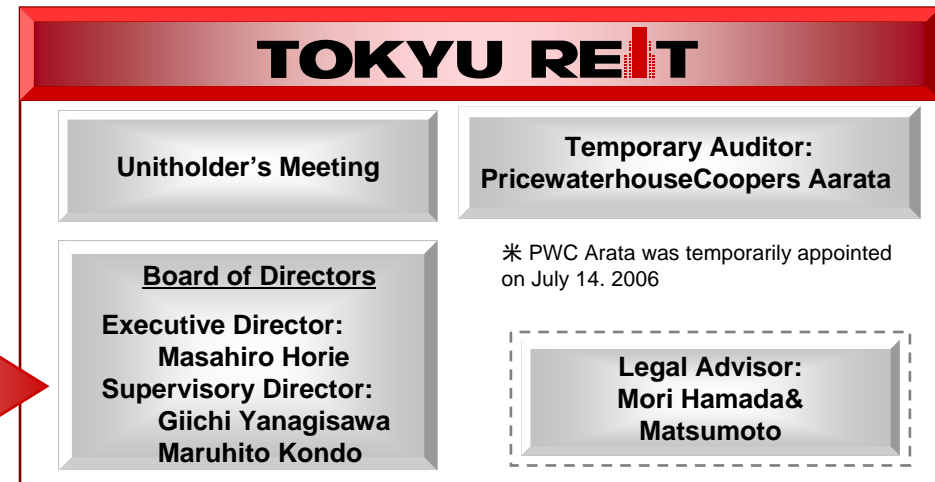 TOKYU REIT
Unitholder's Meeting
Temporary Auditor:
PricewaterhouseCoopers Aarata
米 PWC Arata was temporarily appointed
on July 14. 2006
Board of Directors
Executive Director:
Masahiro Horie
Supervisory Director:
Giichi Yanagisawa
Maruhito Kondo
Legal Advisor:
Mori Hamada&
Matsumoto